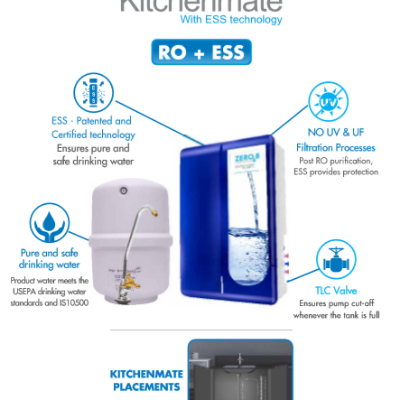 Kitchenmate
With ESS technology
RO + ESS
ESS
ESS - Patented and
Certified technology
Ensures pure and
safe drinking water
UV
NO UV & UF
Filtration Processes
Post RO purification,
ESS provides protection
ZERO B
Pure and safe
drinking water
Product water meets the
USEPA drinking water
standards and IS10500
TLC Valve
Ensures pump cut-off
whenever the tank is full
KITCHENMATE
PLACEMENTS